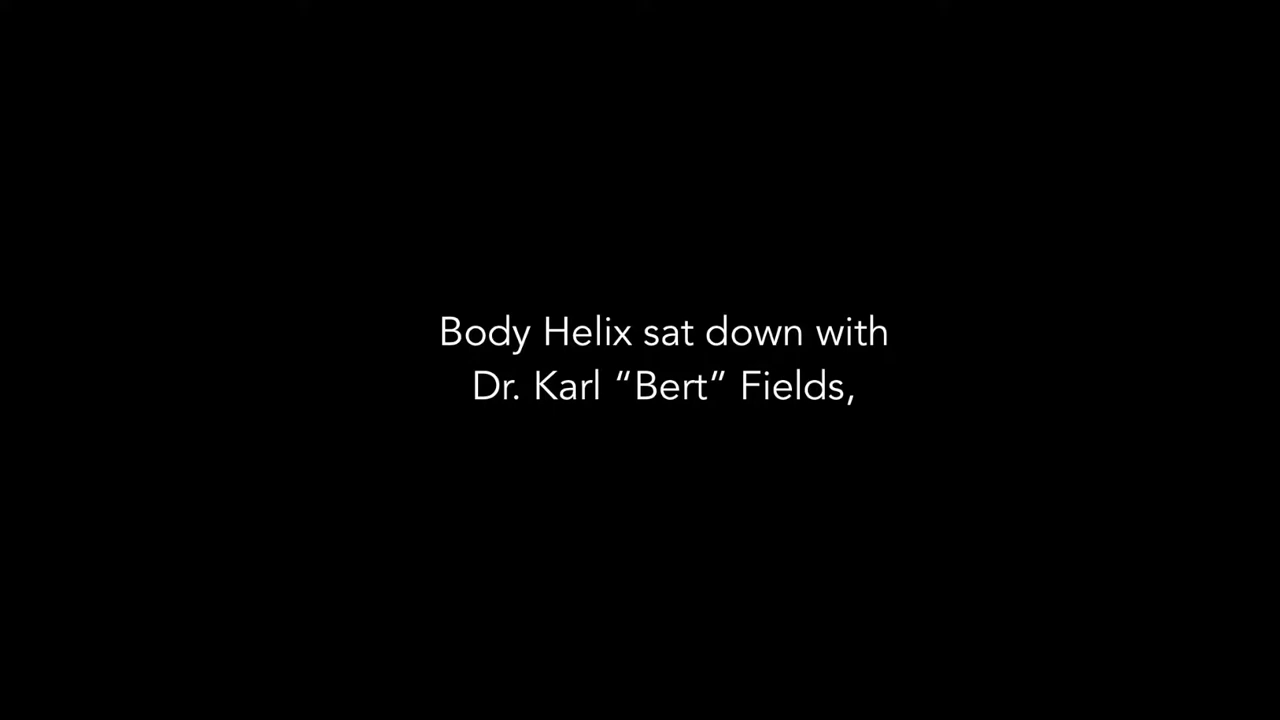 Body Helix sat down with
Dr. Karl “Bert” Fields,